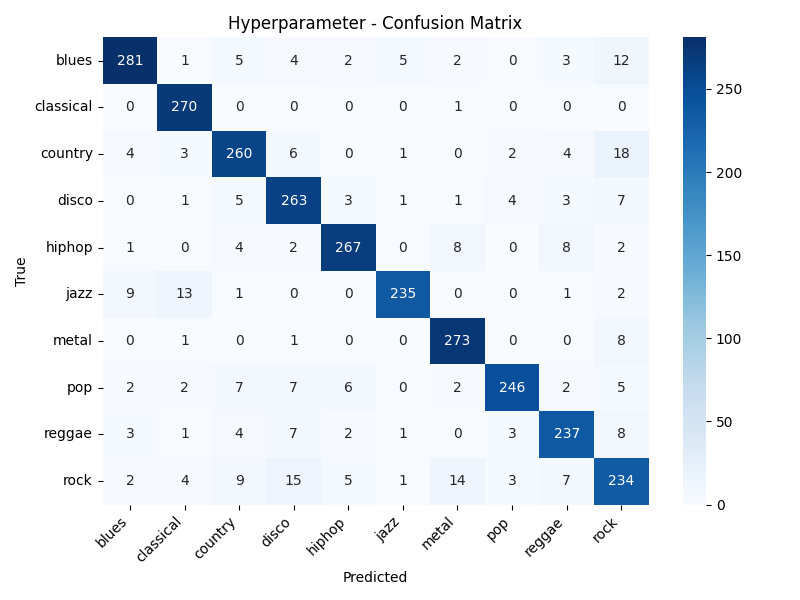 Hyperparameter - Confusion Matrix
True
blues 281 1 5 4 2 5 2 0 3 12
classical 0 270 0 0 0 0 1 0 0 0
country 4 3 260 6 0 1 0 2 4 18
disco 0 1 5 263 3 1 1 4 3 7
hiphop 1 0 4 2 267 0 8 0 8 2
jazz 9 13 1 0 0 235 0 0 1 2
metal 0 1 0 1 0 0 273 0 0 8
pop 2 2 7 7 6 0 2 246 2 5
reggae 3 1 4 7 2 1 0 3 237 8
rock 2 4 9 15 5 1 14 3 7 234
blues classical country disco hiphop jazz metal pop reggae rock
Predicted
250
200
150
100
50
0